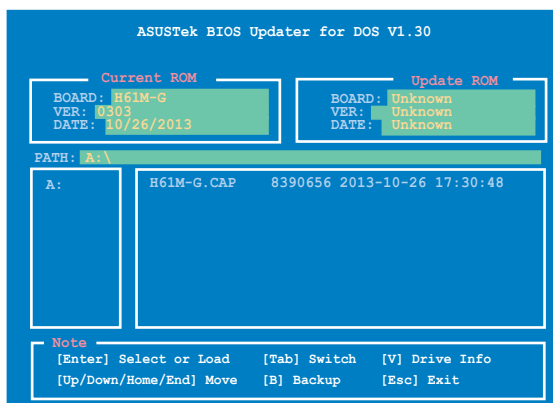 ASUSTek BIOS Updater for DOS V1.30
Current ROM
BOARD: H61M-G
VER: 0303
DATE: 10/26/2013
Update ROM
BOARD: Unknown
VER: Unknown
DATE: Unknown
PATH: A:\
A:
H61M-G.CAP 8390656 2013-10-26 17:30:48
Note
[Enter] Select or Load [Tab] Switch [V] Drive Info
[Up/Down/Home/End] Move [B] Backup [Esc] Exit